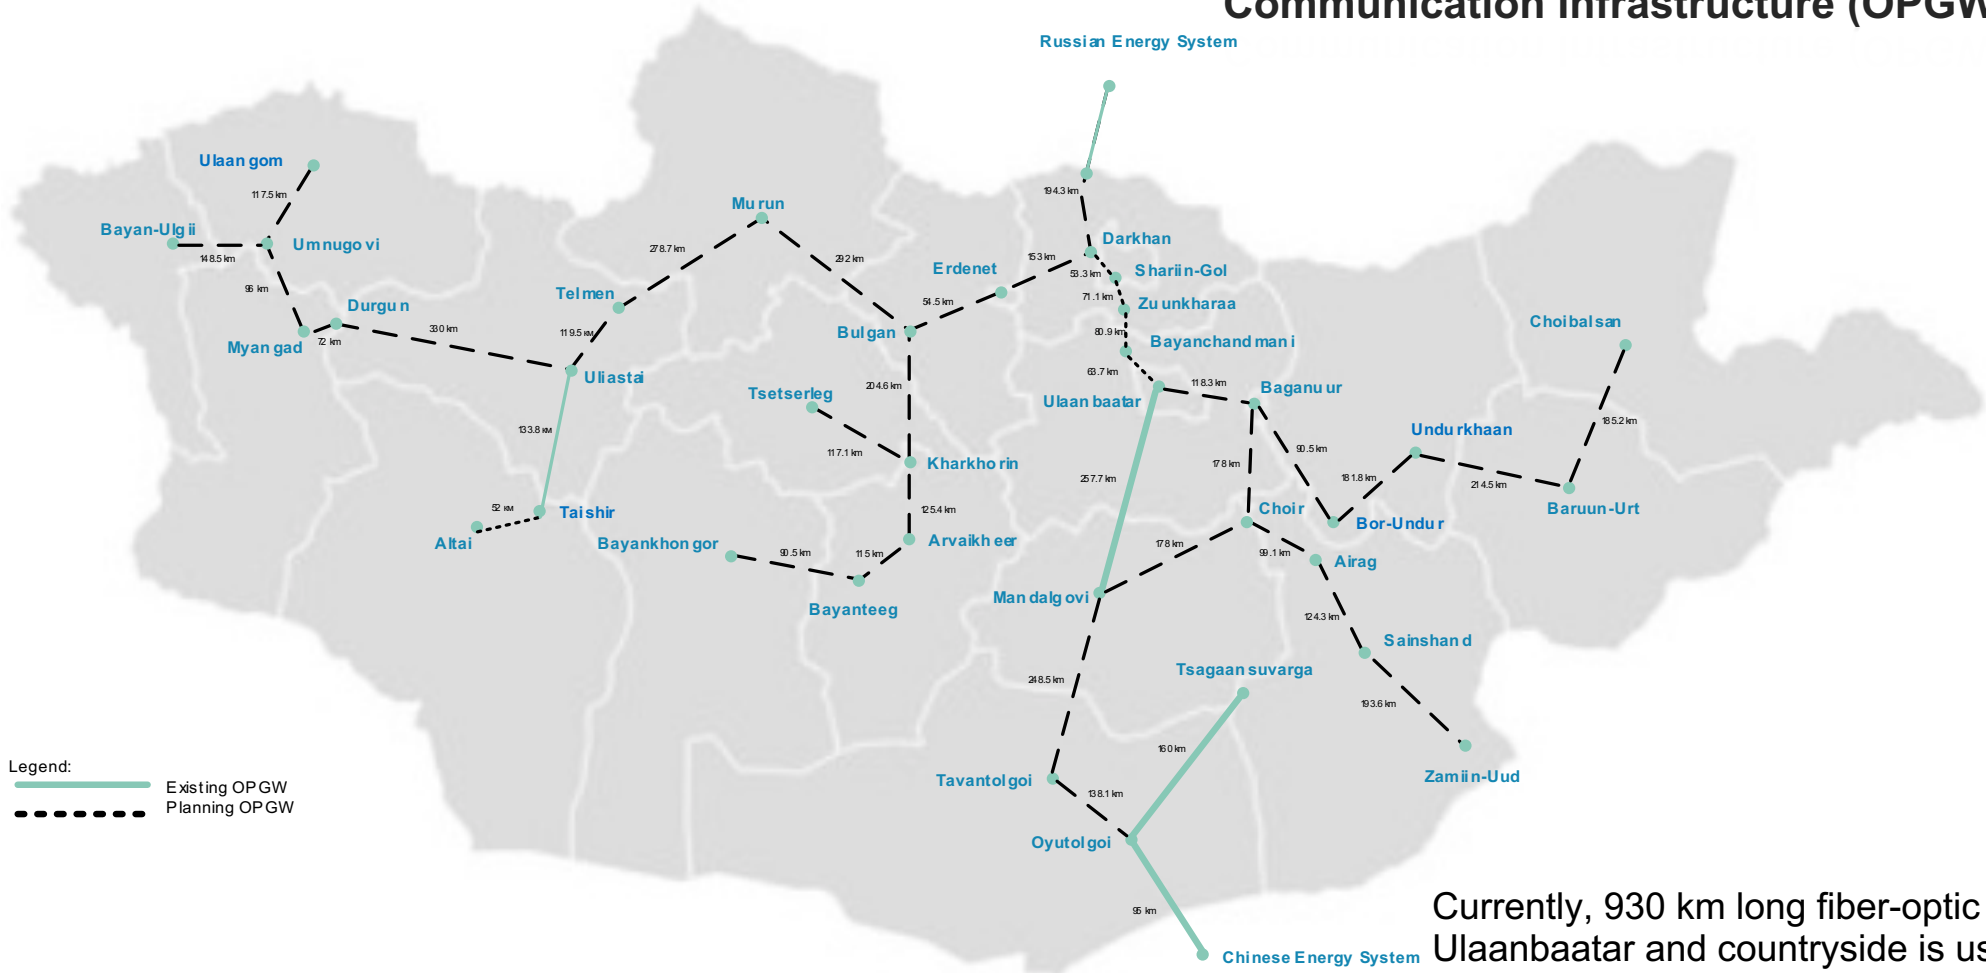 Communication Infrastructure (OPGW
Russian Energy System
Ulaangom
117.5 km
Bayan-Ulgii
Umnugovi
148.5 km
96 km
Durgun
Myangad
72 km
330 km
Telmen
119.5 км
Uliastai
278.7 km
Murun
292 km
133.8 км
52 км
Taishir
Altai
Bulgan
54.5 km
Erdenet
153 km
194.3 km
Darkhan
53.3 km
Shariin-Gol
71.1 km
Zuunkharaa
80.9 km
Bayanchandmani
63.7 km
Ulaanbaatar
118.3 km
Baganuur
204.6 km
Tsetserleg
117.1 km
Kharkhorin
125.4 km
Arvaikheer
115 km
Bayankhongor
90.5 km
Bayanteeg
257.7 km
178 km
90.5 km
Choir
Bor-Undur
181.8 km
Undurkhaan
214.5 km
Baruun-Urt
185.2 km
Choibalsan
178 km
99.1 km
Airag
Mandalgovi
124.3 km
Sainshand
193.6 km
Zamiin-Uud
248.5 km
Tsagaan suvarga
160 km
Tavantolgoi
138.1 km
Oyutolgoi
95 km
Chinese Energy System
Legend:
Existing OPGW
Planning OPGW
Currently, 930 km long fiber-optic
Ulaanbaatar and countryside is us